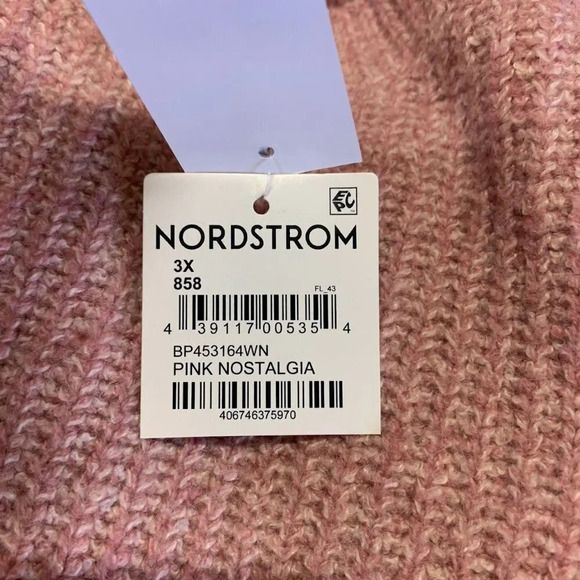 NORDSTROM
3X
858
FL_43
4 39117 00535 4
BP453164WN
PINK NOSTALGIA
406746375970